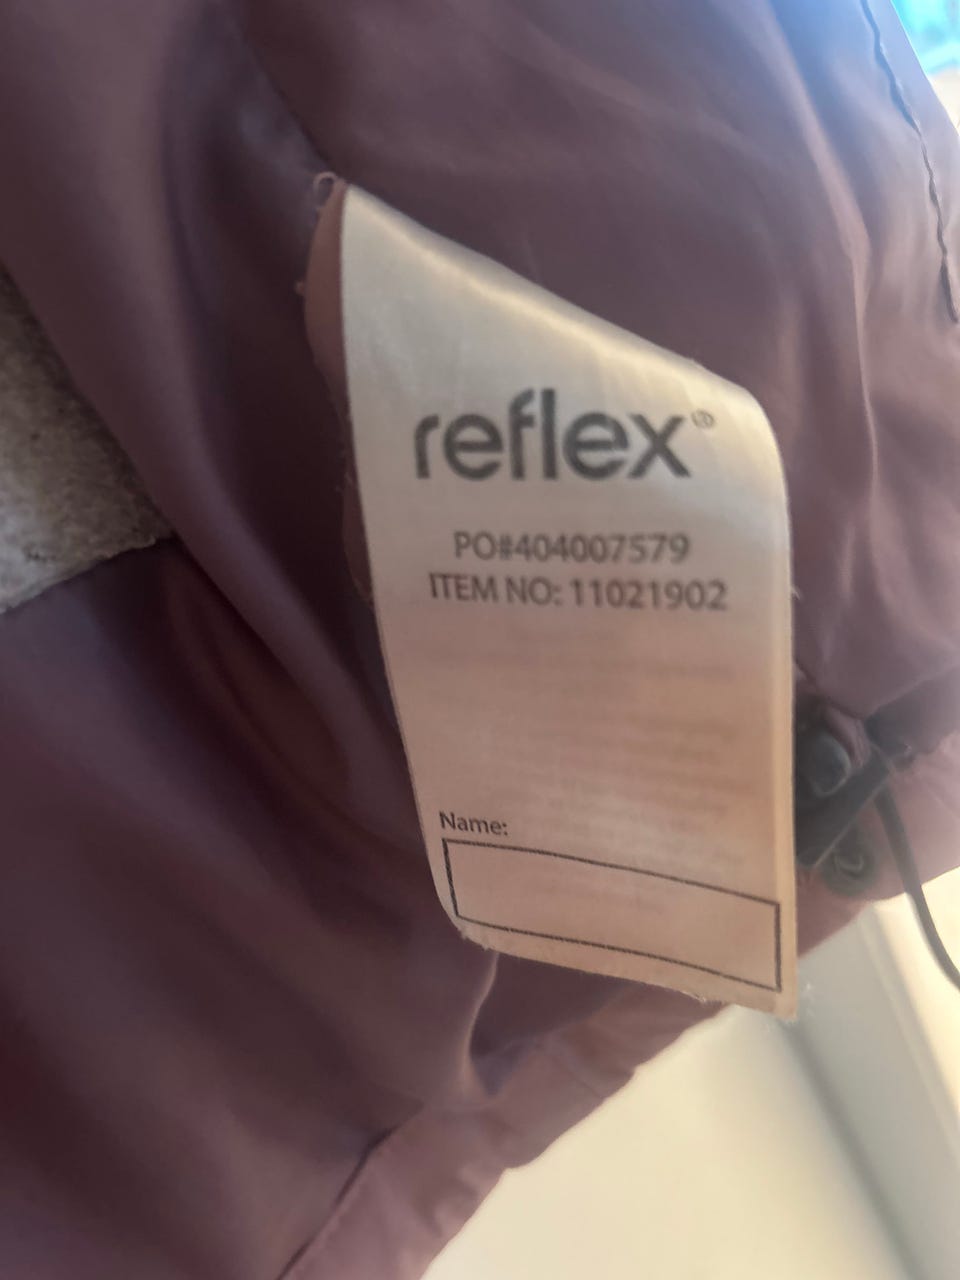 reflex®
PO#404007579
ITEM NO: 11021902
Name: